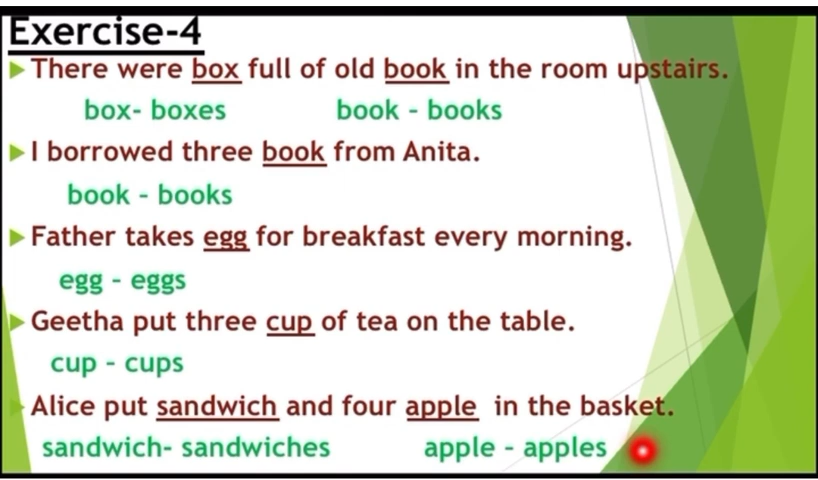 Exercise-4
There were box full of old book in the room upstairs.
box- boxes book – books
I borrowed three book from Anita.
book – books
Father takes egg for breakfast every morning.
egg – eggs
Geetha put three cup of tea on the table.
cup – cups
Alice put sandwich and four apple in the basket.
sandwich- sandwiches apple – apples